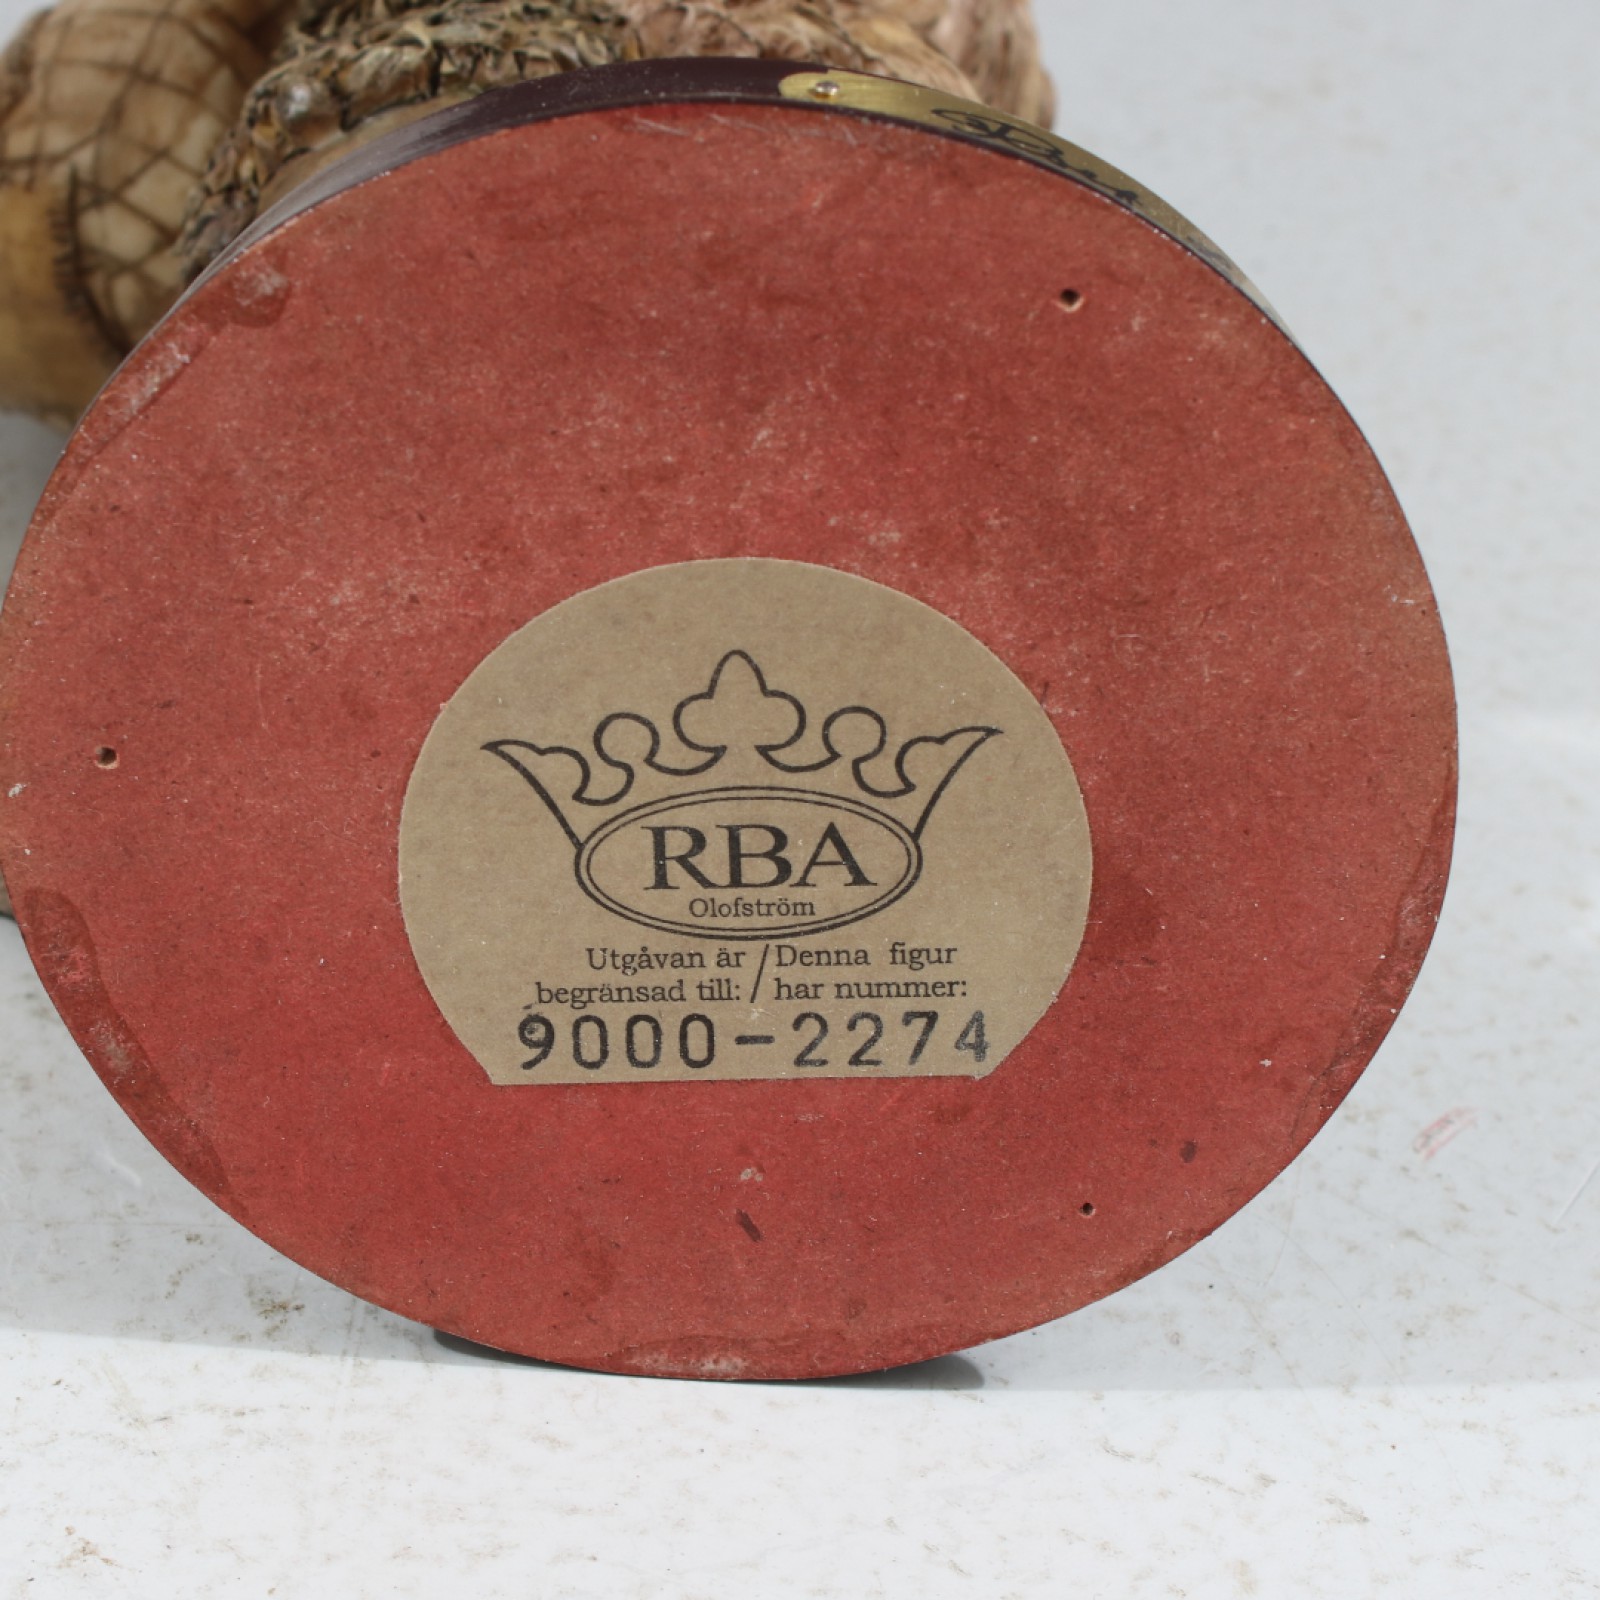 RBA
Olofström
Utgåvan är / Denna figur
begränsad till: / har nummer:
9000-2274